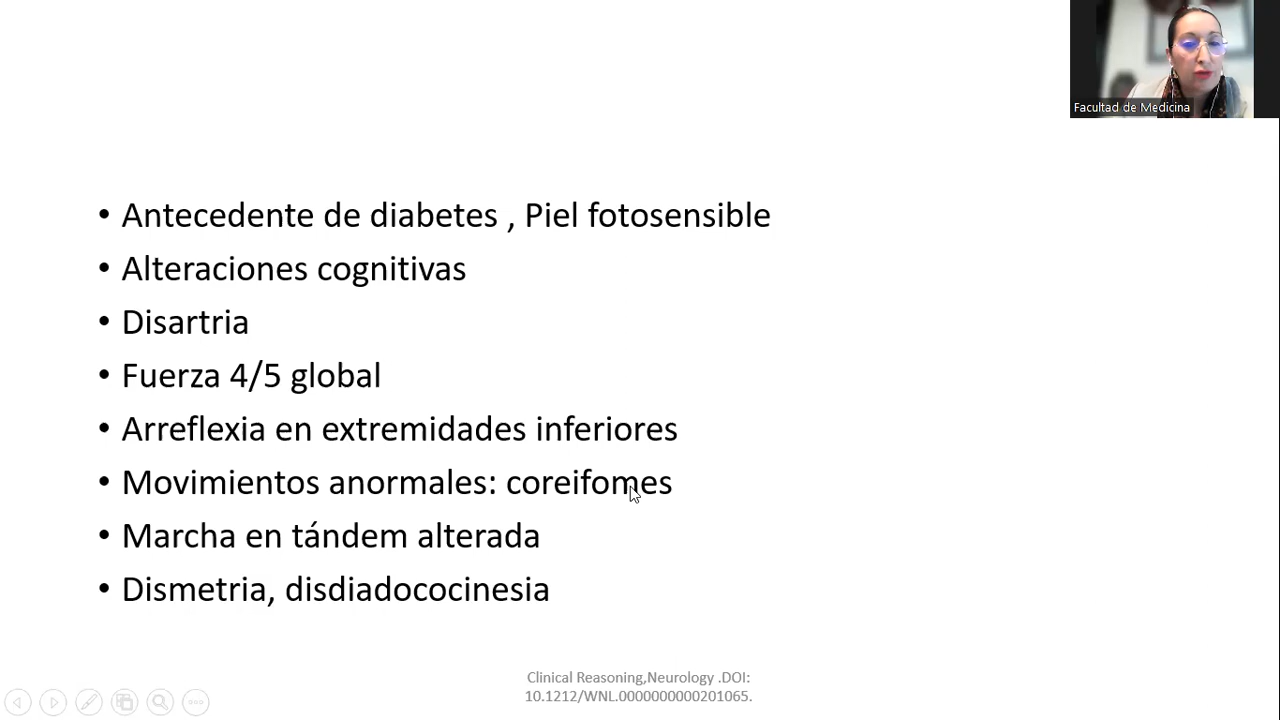 Facultad de Medicina
• Antecedente de diabetes , Piel fotosensible
• Alteraciones cognitivas
• Disartria
• Fuerza 4/5 global
• Arreflexia en extremidades inferiores
• Movimientos anormales: coreifomes
• Marcha en tándem alterada
• Dismetria, disdiadococinesia
Clinical Reasoning,Neurology .DOI:
10.1212/WNL.0000000000201065.